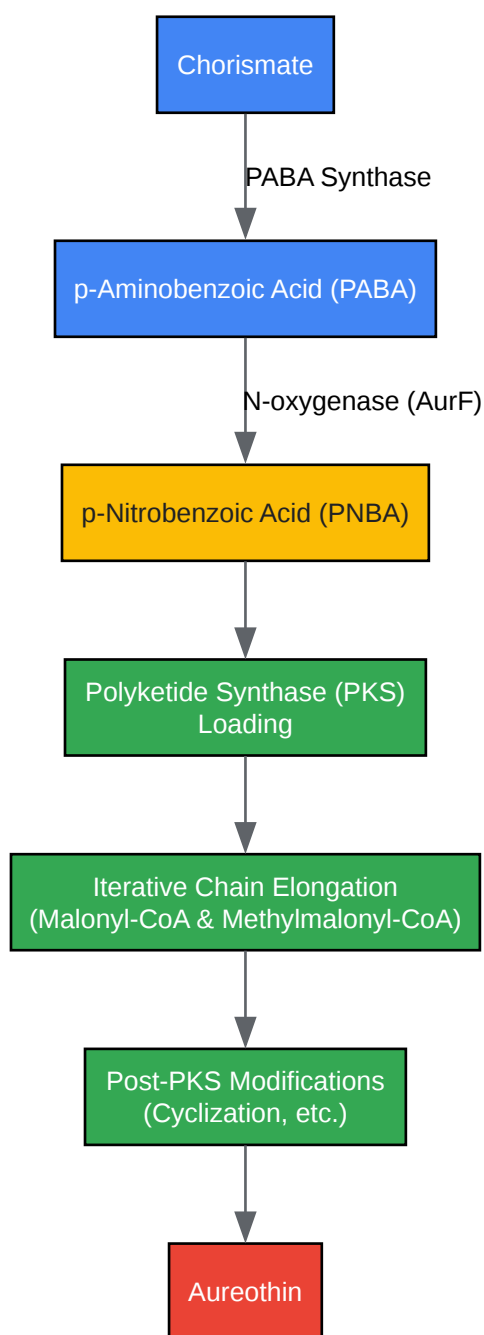 Chorismate
PABA Synthase
p-Aminobenzoic Acid (PABA)
N-oxygenase (AurF)
p-Nitrobenzoic Acid (PNBA)
Polyketide Synthase (PKS)
Loading
Iterative Chain Elongation
(Malonyl-CoA & Methylmalonyl-CoA)
Post-PKS Modifications
(Cyclization, etc.)
Aureothin